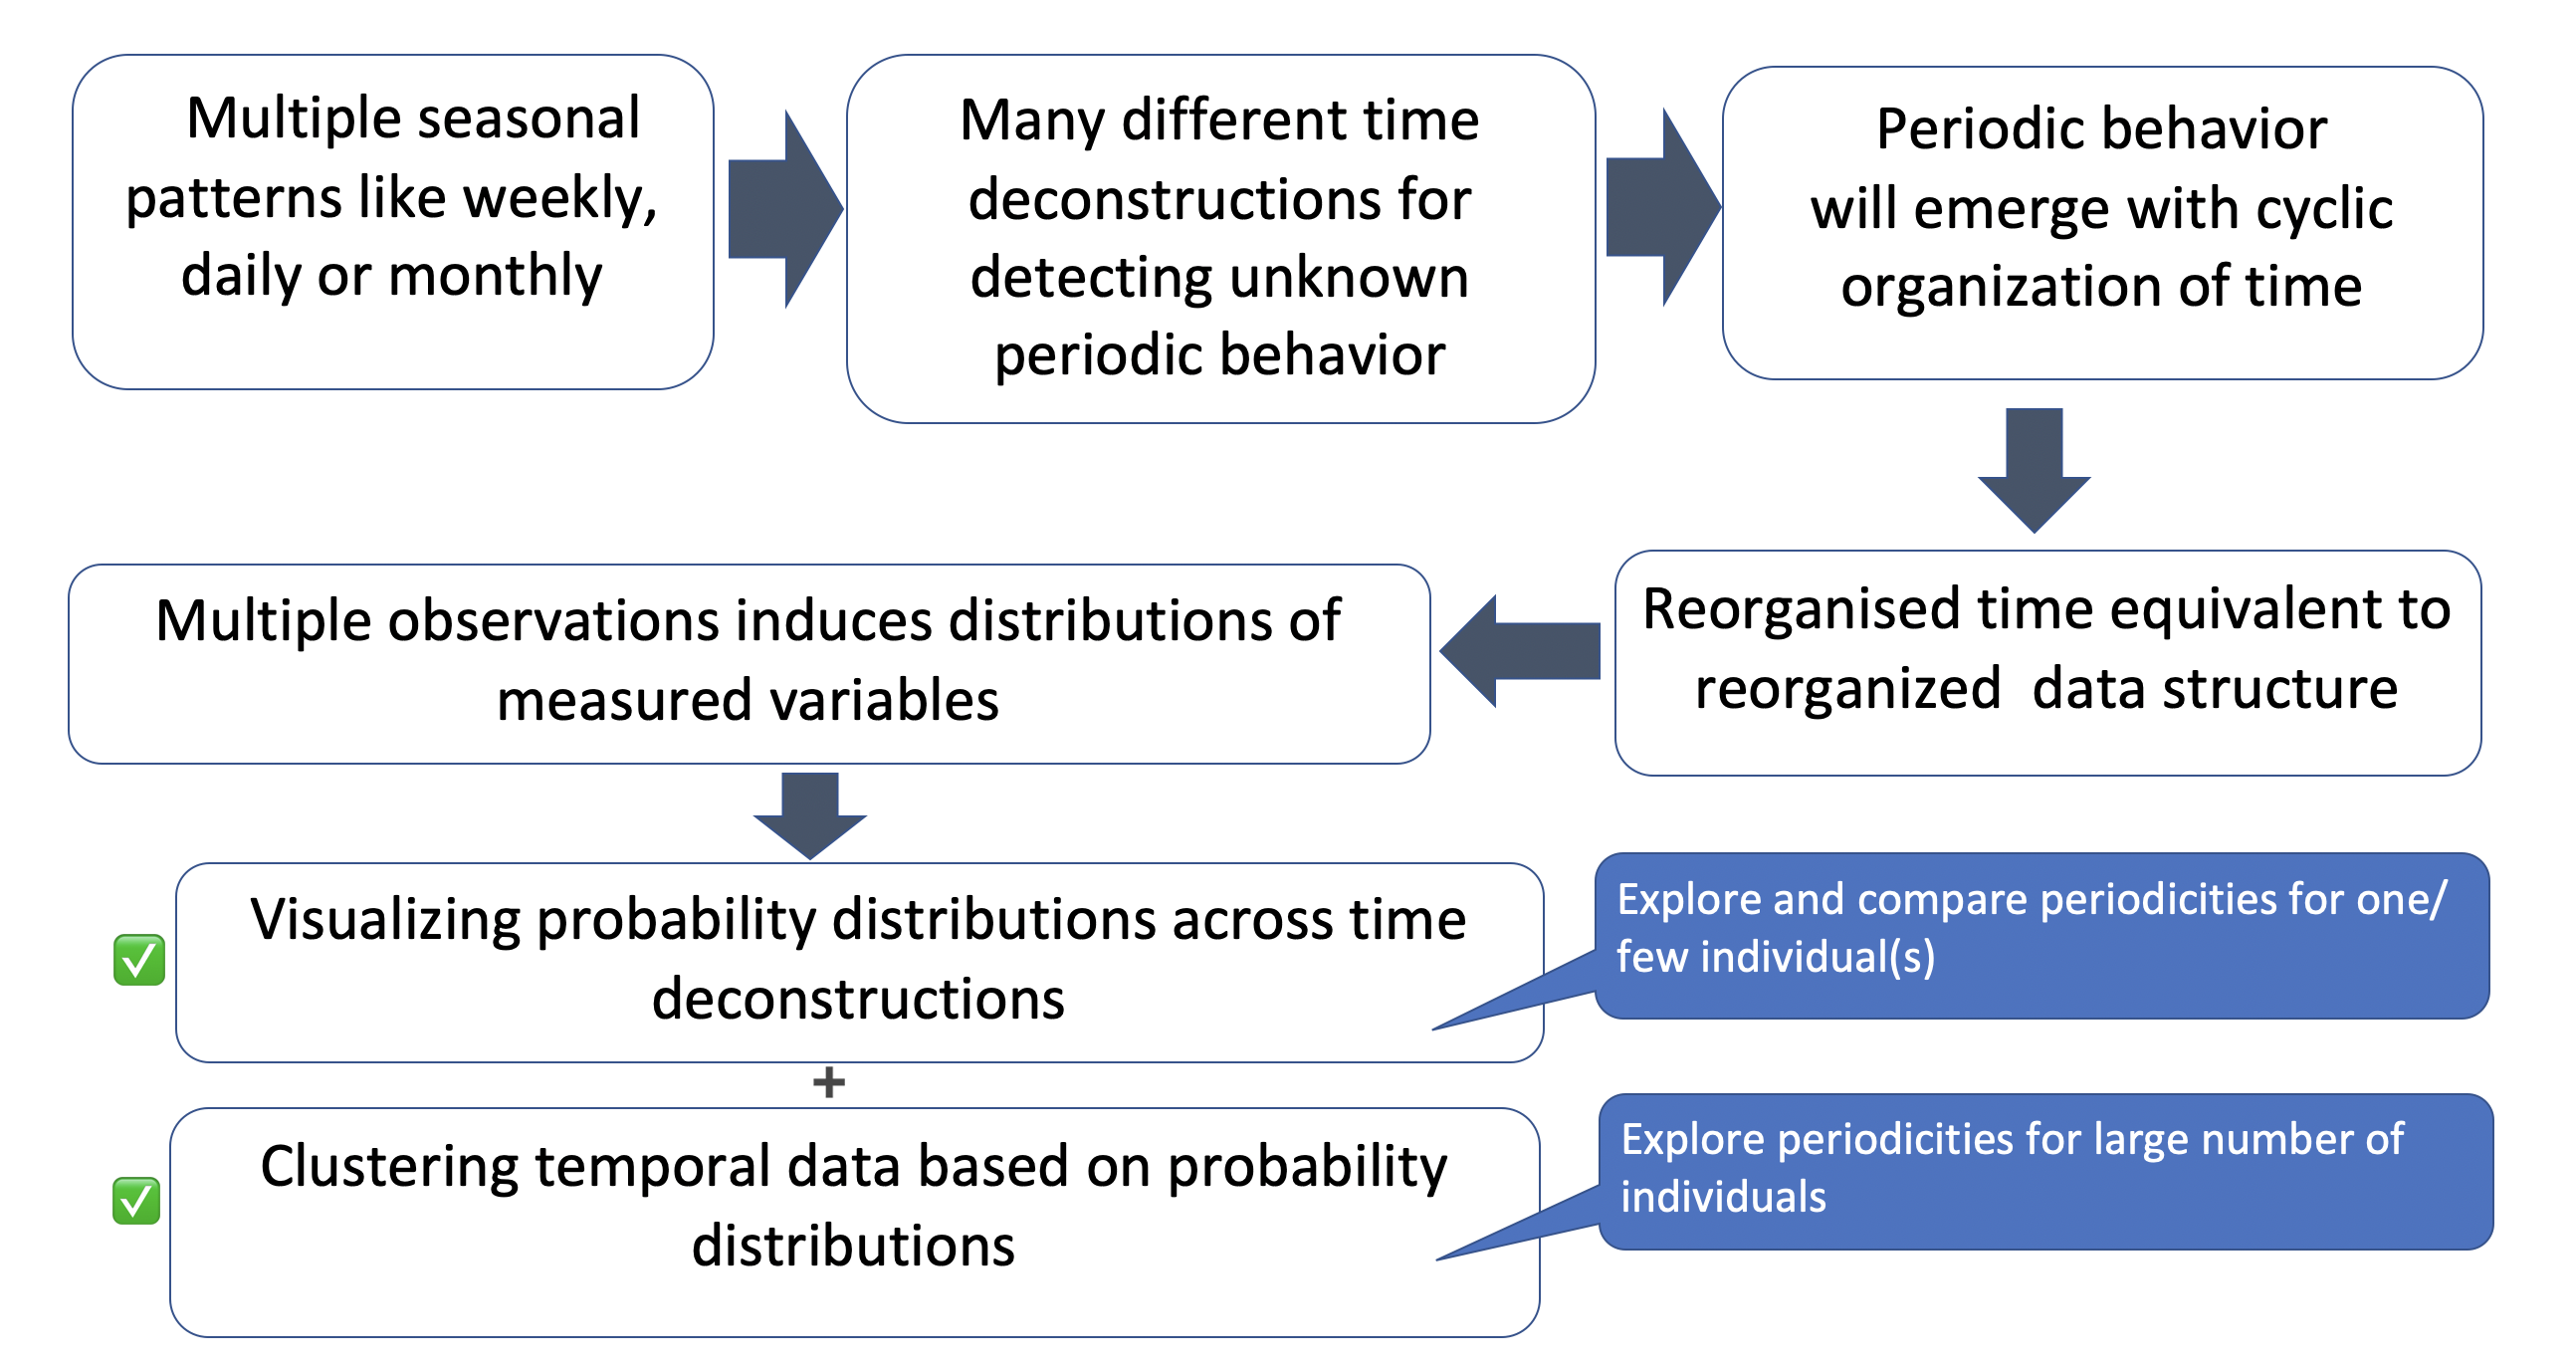 Multiple seasonal
patterns like weekly,
daily or monthly
Many different time
deconstructions for
detecting unknown
periodic behavior
Periodic behavior
will emerge with cyclic
organization of time
Reorganised time equivalent to
reorganized  data structure
Multiple observations induces distributions of
measured variables
Visualizing probability distributions across time
deconstructions
Explore and compare periodicities for one/
few individual(s)
+
Clustering temporal data based on probability
distributions
Explore periodicities for large number of
individuals